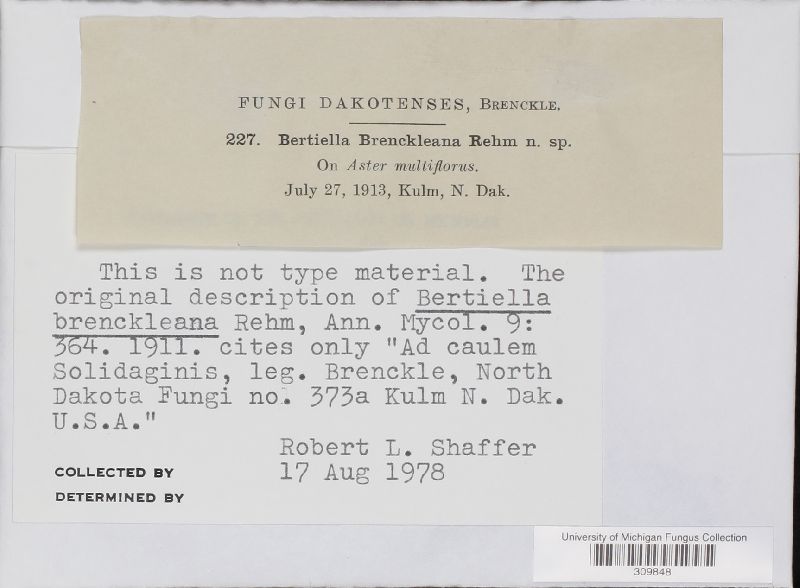 FUNGI DAKOTENSES, BRENCKLE.
227. Bertiella Brenckleana Rehm n. sp.
On Aster multiflorus.
July 27, 1913, Kulm, N. Dak.
This is not type material. The
original description of Bertiella
brenckleana Rehm, Ann. Mycol. 9:
364. 1911. cites only "Ad caulem
Solidaginis, leg. Brenckle, North
Dakota Fungi no. 373a Kulm N. Dak.
U.S.A."
Robert L. Shaffer
17 Aug 1978
COLLECTED BY
DETERMINED BY
University of Michigan Fungus Collection
309848